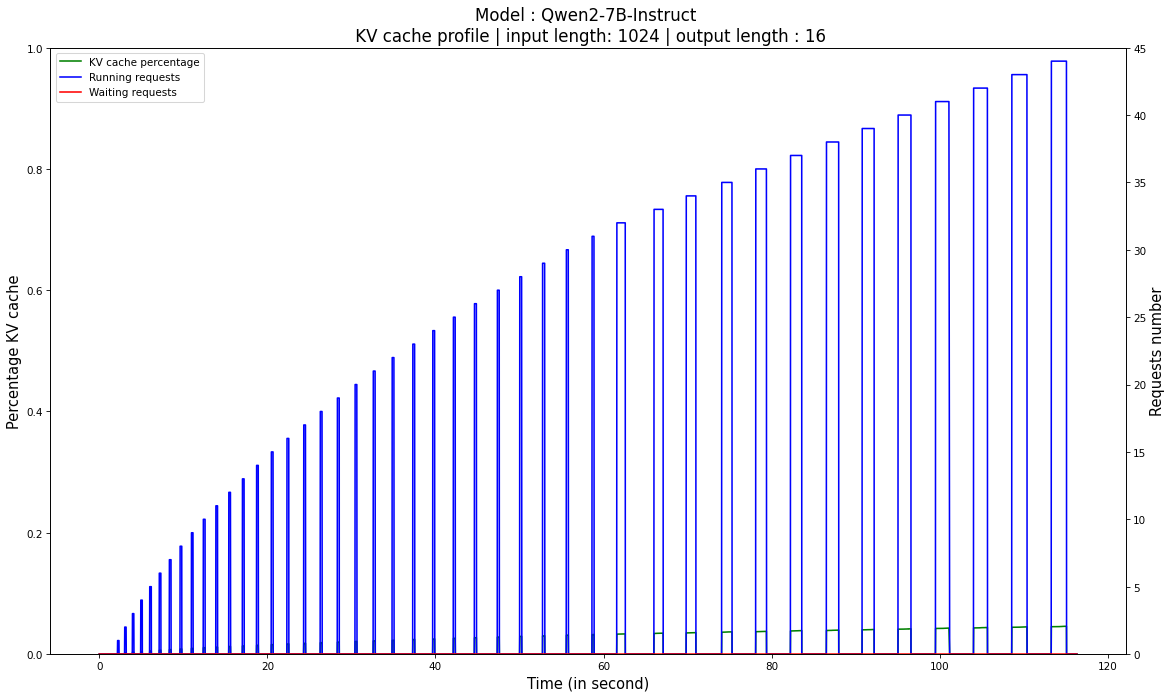 Model : Qwen2-7B-Instruct
KV cache profile | input length: 1024 | output length : 16
KV cache percentage
Running requests
Waiting requests
Percentage KV cache
1.0
0.8
0.6
0.4
0.2
0.0
45
40
35
30
25
20
15
10
5
0
Requests number
0 20 40 60 80 100 120
Time (in second)